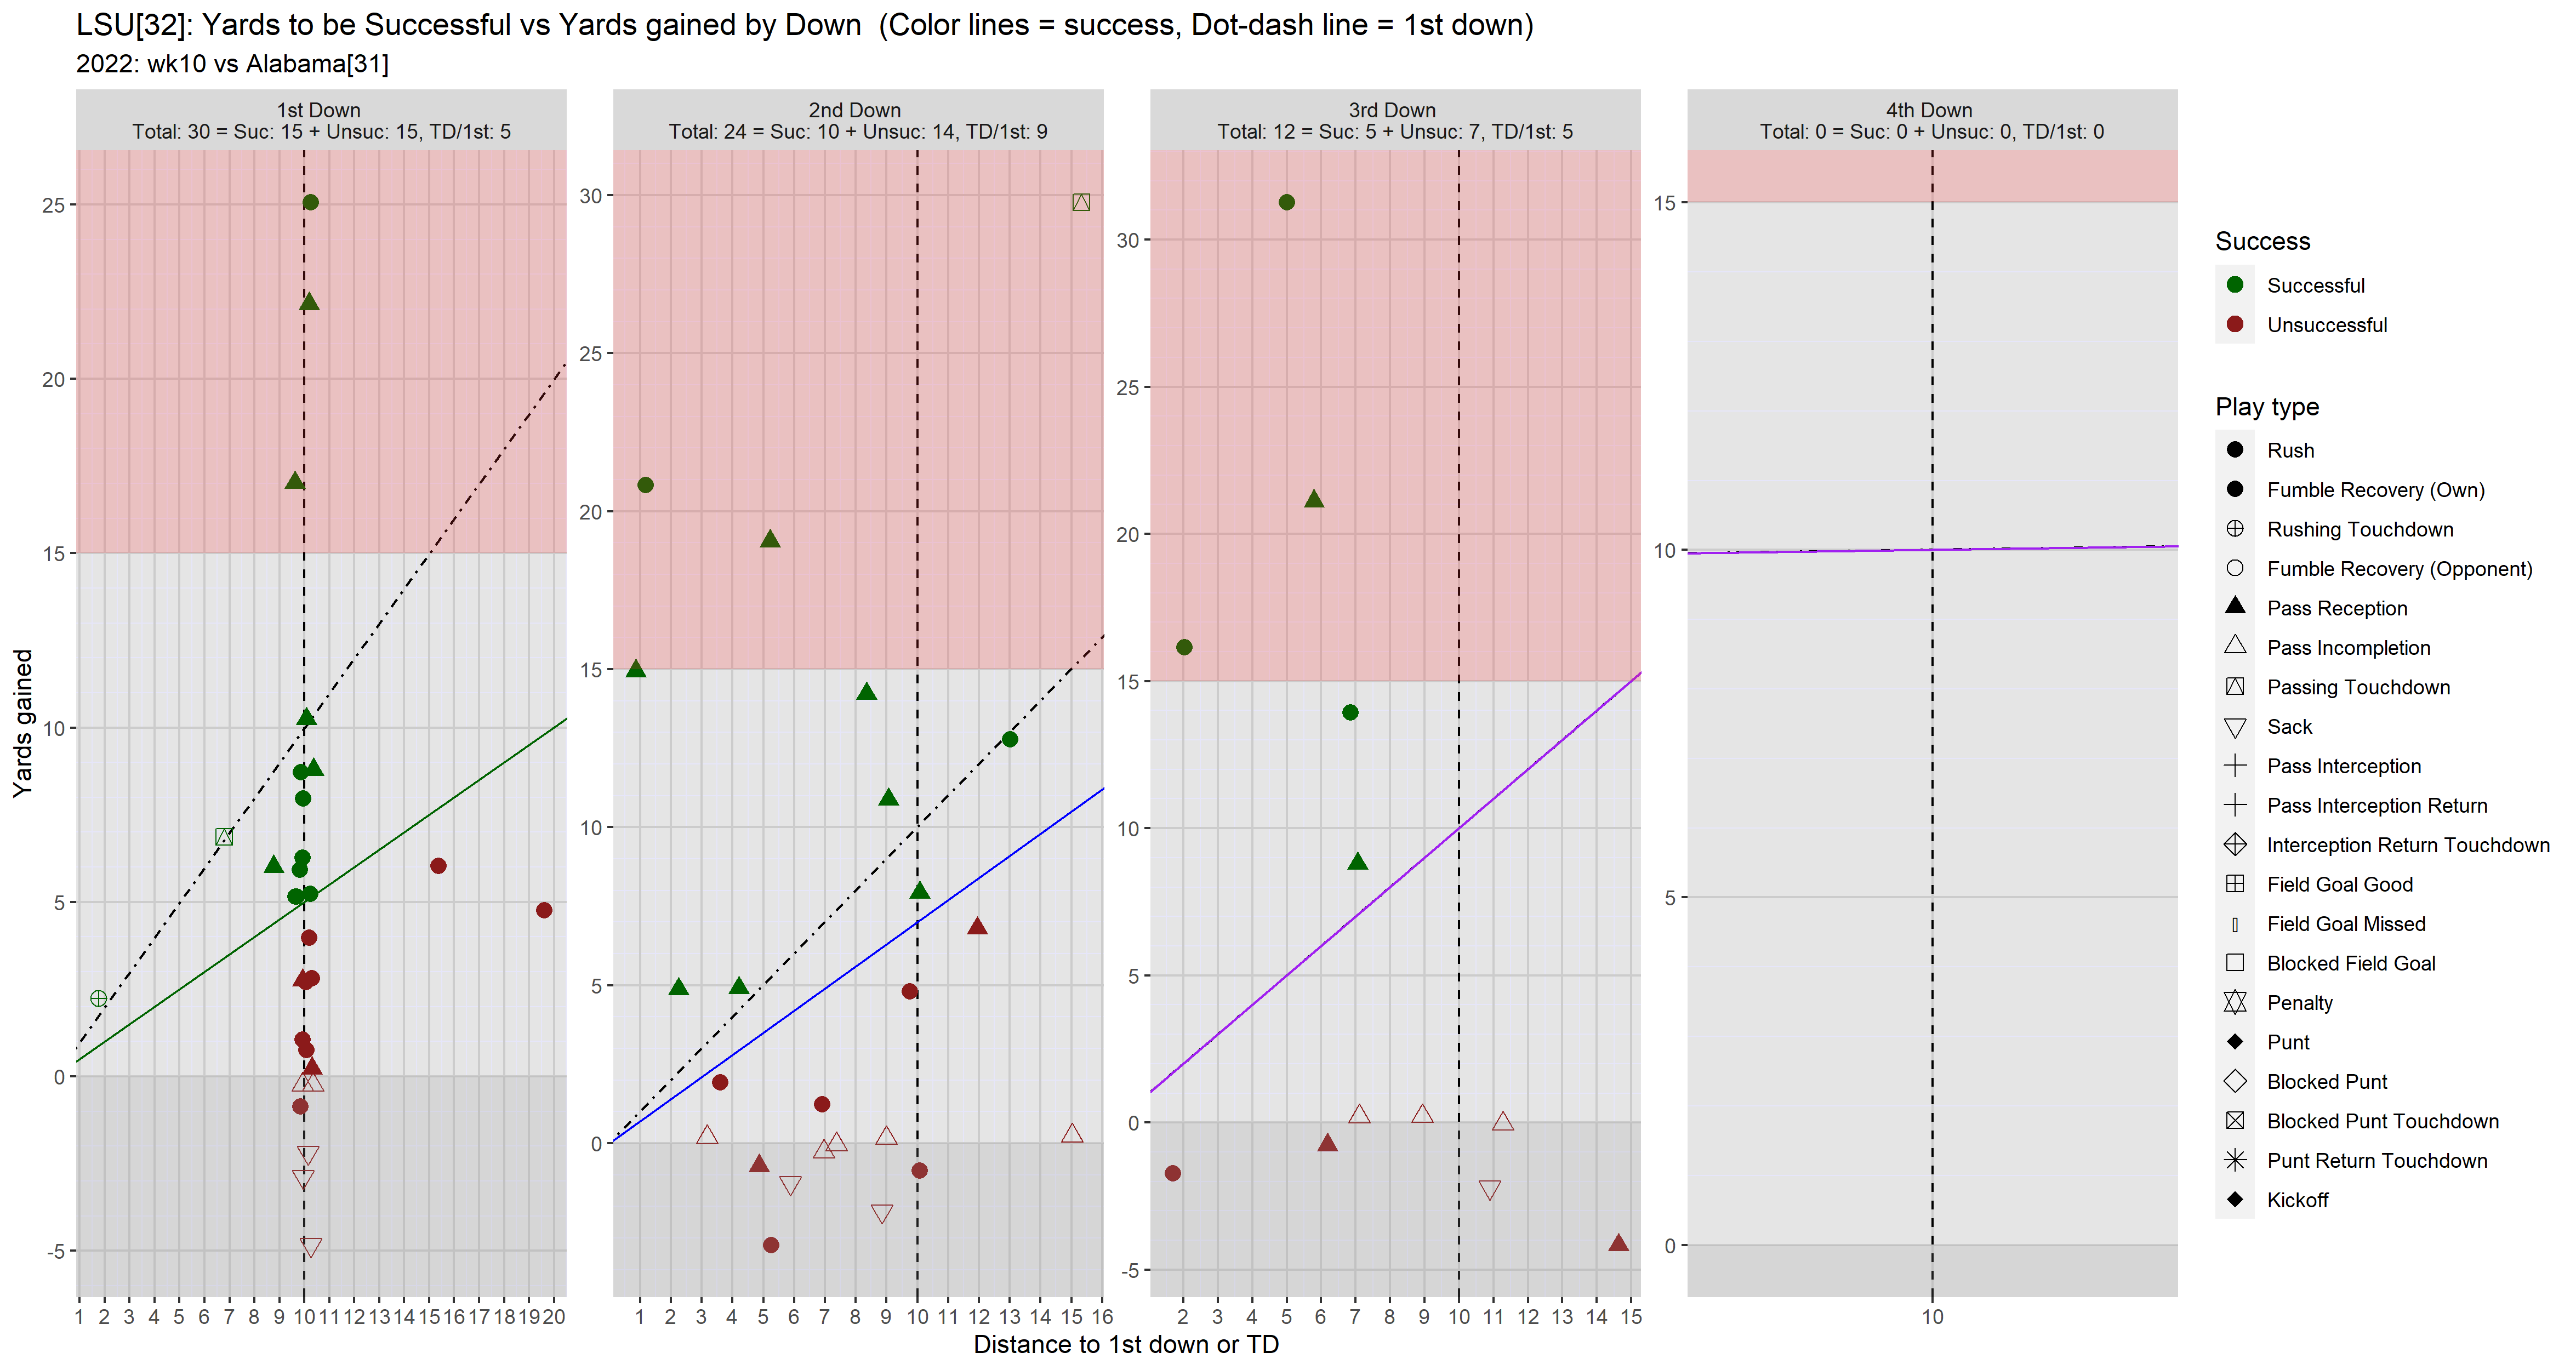 LSU[32]: Yards to be Successful vs Yards gained by Down  (Color lines = success, Dot-dash line = 1st down)
2022: wk10 vs Alabama[31]
1st Down
Total: 30 = Suc: 15 + Unsuc: 15, TD/1st: 5
2nd Down
Total: 24 = Suc: 10 + Unsuc: 14, TD/1st: 9
3rd Down
Total: 12 = Suc: 5 + Unsuc: 7, TD/1st: 5
4th Down
Total: 0 = Suc: 0 + Unsuc: 0, TD/1st: 0
Yards gained
25
20
15
10
5
0
-5
1 2 3 4 5 6 7 8 9 10 11 12 13 14 15 16 17 18 19 20
30
25
20
15
10
5
0
1 2 3 4 5 6 7 8 9 10 11 12 13 14 15 16
30
25
20
15
10
5
0
-5
2 3 4 5 6 7 8 9 10 11 12 13 14 15
15
10
5
0
10
Distance to 1st down or TD
Success
Successful
Unsuccessful
Play type
Rush
Fumble Recovery (Own)
Rushing Touchdown
Fumble Recovery (Opponent)
Pass Reception
Pass Incompletion
Passing Touchdown
Sack
Pass Interception
Pass Interception Return
Interception Return Touchdown
Field Goal Good
Field Goal Missed
Blocked Field Goal
Penalty
Punt
Blocked Punt
Blocked Punt Touchdown
Punt Return Touchdown
Kickoff